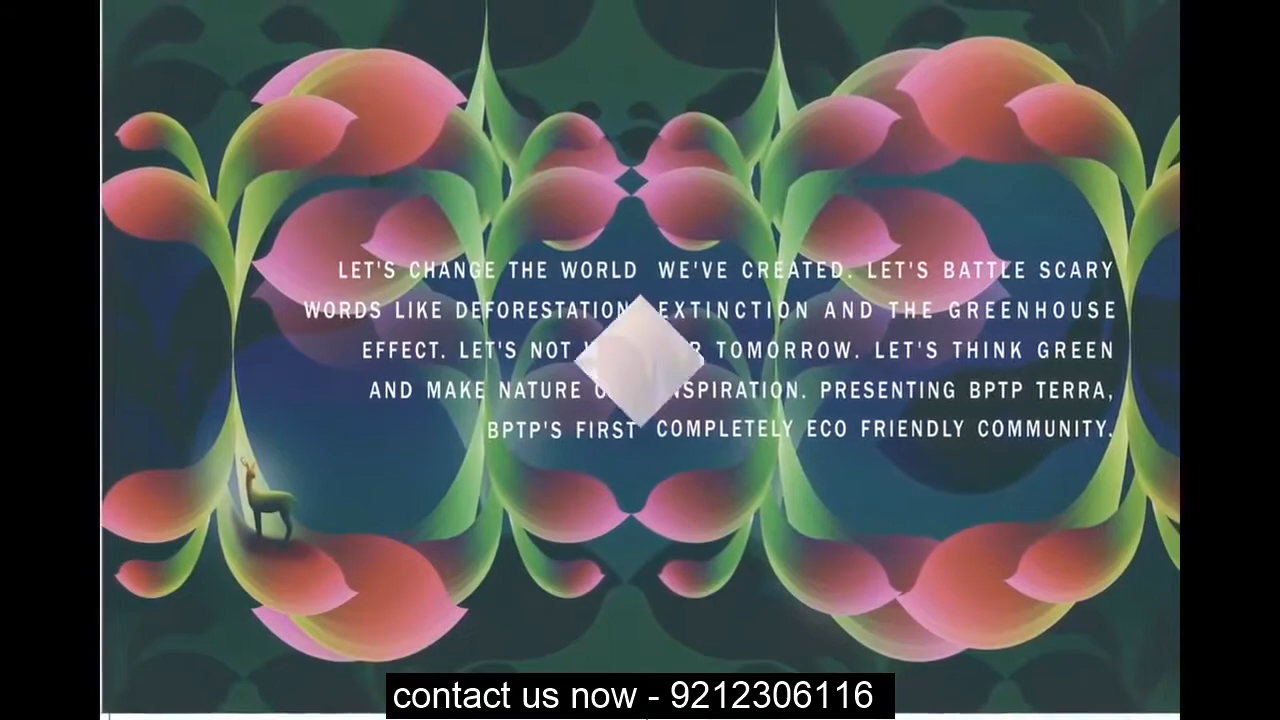 LET'S CHANGE THE WORLD WE'VE CREATED. LET'S BATTLE SCARY
WORDS LIKE DEFORESTATION EXTINCTION AND THE GREENHOUSE
EFFECT. LET'S NOT TOMORROW. LET'S THINK GREEN
AND MAKE NATURE INSPIRATION. PRESENTING BPTP TERRA,
BPTP'S FIRST COMPLETELY ECO FRIENDLY COMMUNITY.
contact us now - 9212306116